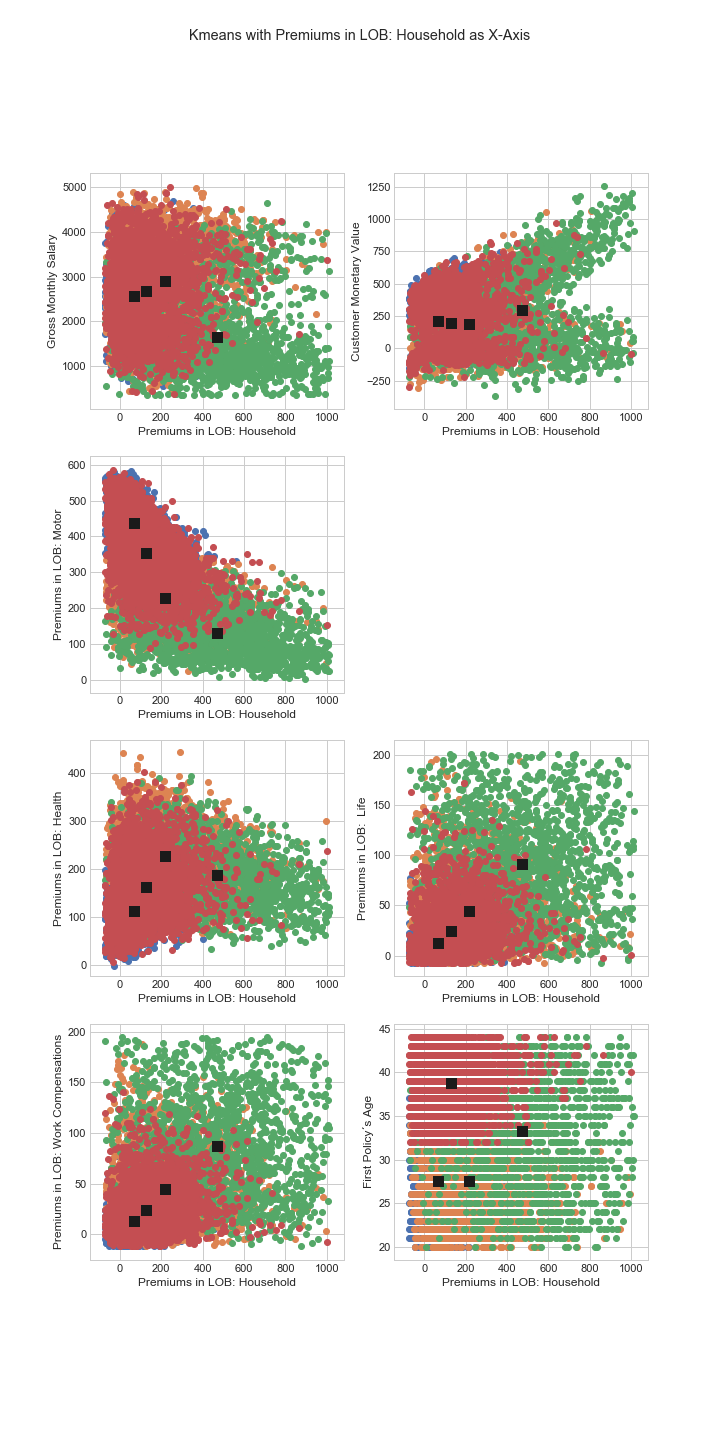 Kmeans with Premiums in LOB: Household as X-Axis
5000
4000
3000
2000
1000
Gross Monthly Salary
0 200 400 600 800 1000
Premiums in LOB: Household
1250
1000
750
500
250
0
−250
Customer Monetary Value
0 200 400 600 800 1000
Premiums in LOB: Household
600
500
400
300
200
100
0
Premiums in LOB: Motor
0 200 400 600 800 1000
Premiums in LOB: Household
400
300
200
100
0
Premiums in LOB: Health
0 200 400 600 800 1000
Premiums in LOB: Household
200
150
100
50
0
Premiums in LOB:  Life
0 200 400 600 800 1000
Premiums in LOB: Household
200
150
100
50
0
Premiums in LOB: Work Compensations
0 200 400 600 800 1000
Premiums in LOB: Household
45
40
35
30
25
20
First Policy´s Age
0 200 400 600 800 1000
Premiums in LOB: Household